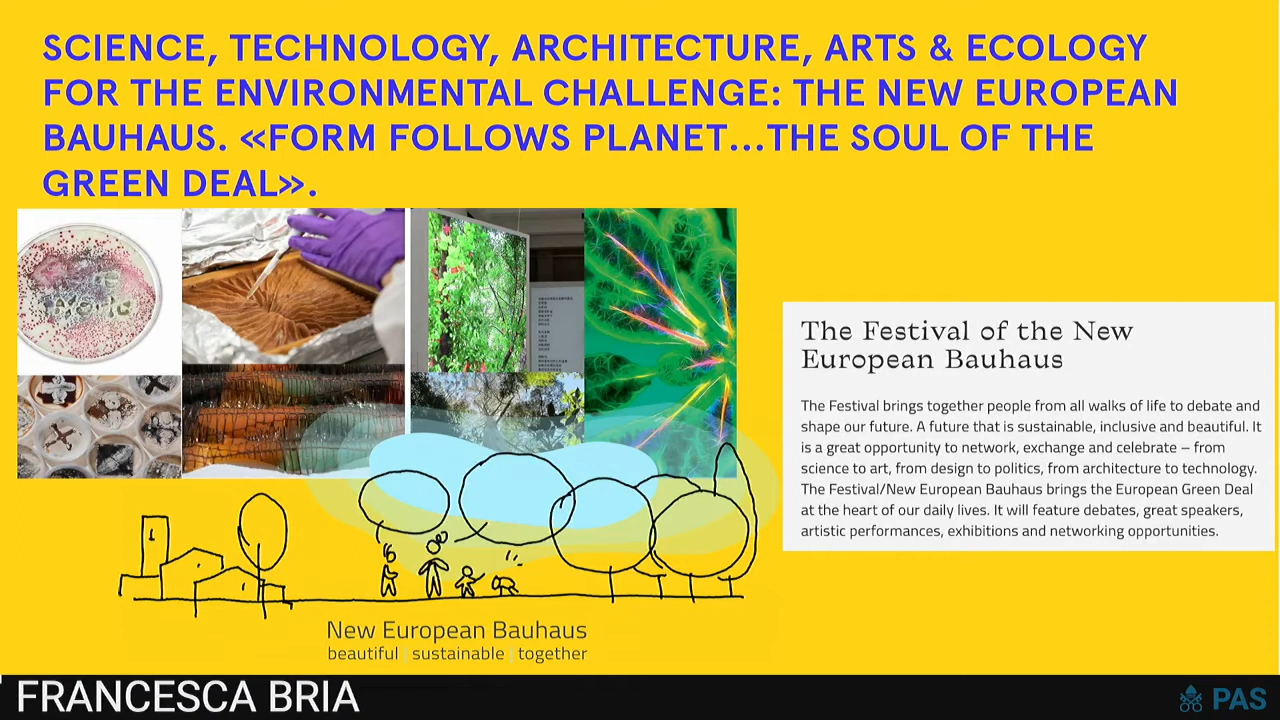 SCIENCE, TECHNOLOGY, ARCHITECTURE, ARTS & ECOLOGY
FOR THE ENVIRONMENTAL CHALLENGE: THE NEW EUROPEAN
BAUHAUS. «FORM FOLLOWS PLANET...THE SOUL OF THE
GREEN DEAL».
The Festival of the New
European Bauhaus
The Festival brings together people from all walks of life to debate and
shape our future. A future that is sustainable, inclusive and beautiful. It
is a great opportunity to network, exchange and celebrate – from
science to art, from design to politics, from architecture to technology.
The Festival/New European Bauhaus brings the European Green Deal
at the heart of our daily lives. It will feature debates, great speakers,
artistic performances, exhibitions and networking opportunities.
New European Bauhaus
beautiful | sustainable | together
FRANCESCA BRIA
PAS